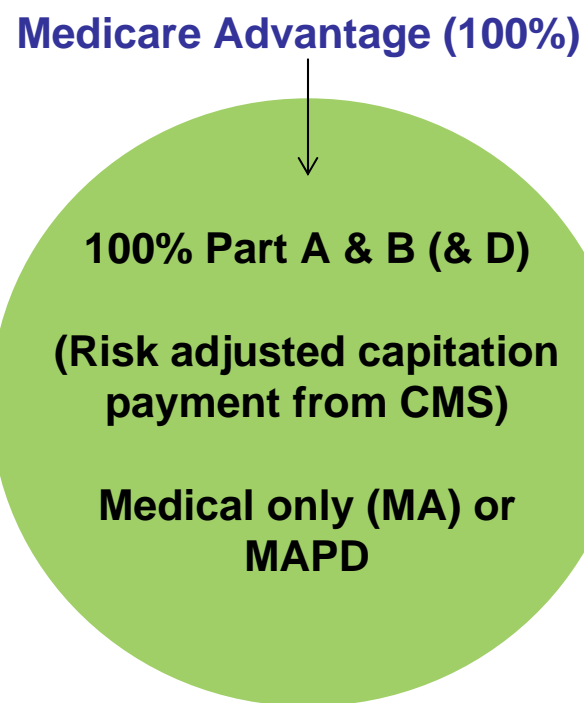 Medicare Advantage (100%)
100% Part A & B (& D)
(Risk adjusted capitation
payment from CMS)
Medical only (MA) or
MAPD